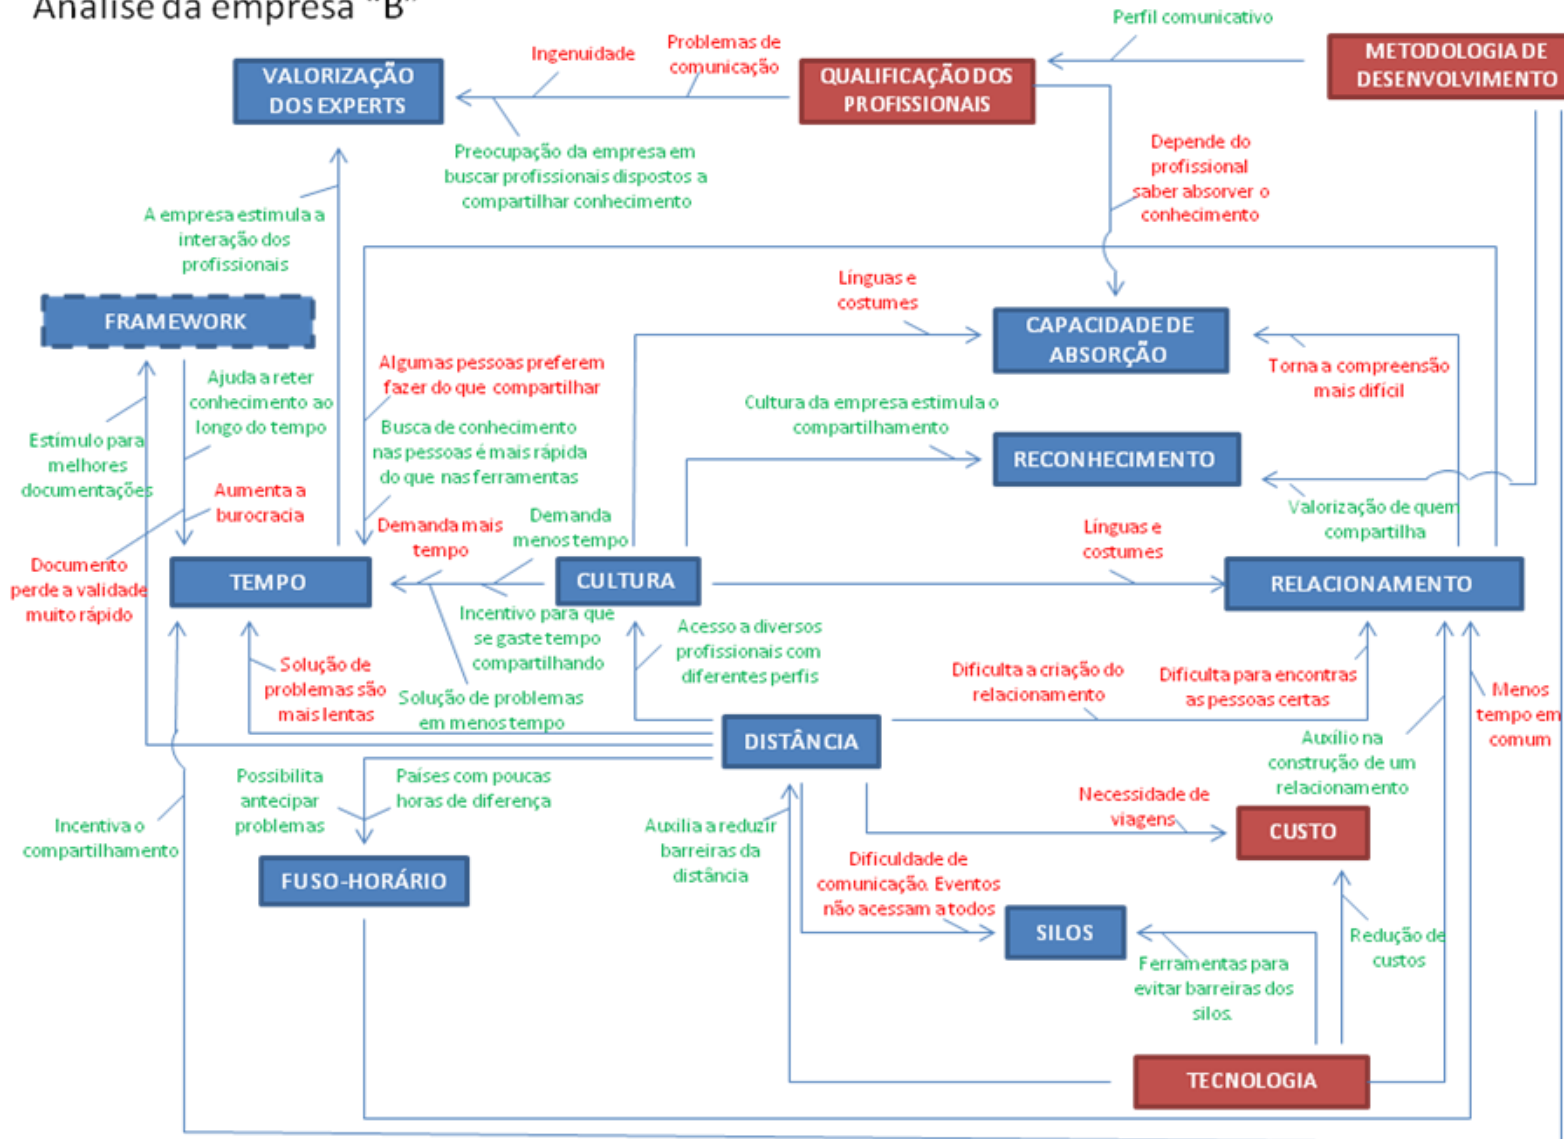 Análise da empresa "B"
Perfil comunicativo
METODOLOGIA DE
DESENVOLVIMENTO
Ingenuidade
Problemas de
comunicação
VALORIZAÇÃO
DOS EXPERTS
QUALIFICAÇÃO DOS
PROFISSIONAIS
Preocupação da empresa em
buscar profissionais dispostos a
compartilhar conhecimento
Depende do
profissional
saber absorver o
conhecimento
A empresa estimula a
interação dos
profissionais
Línguas e
costumes
FRAMEWORK
CAPACIDADE DE
ABSORÇÃO
Algumas pessoas preferem
fazer do que compartilhar
Torna a compreensão
mais difícil
Ajuda a reter
conhecimento ao
longo do tempo
Cultura da empresa estimula o
compartilhamento
Busca de conhecimento
nas pessoas é mais rápida
do que nas ferramentas
Estímulo para
melhores
documentações
RECONHECIMENTO
Aumenta a
burocracia
Valorização de quem
compartilha
Demanda mais
tempo
Demanda
menos tempo
Línguas e
costumes
Documento
perde a validade
muito rápido
TEMPO
CULTURA
RELACIONAMENTO
Incentivo para que
se gaste tempo
compartilhando
Acesso a diversos
profissionais com
diferentes perfis
Solução de
problemas são
mais lentas
Solução de problemas
em menos tempo
Dificulta a criação do
relacionamento
Dificulta para encontras
as pessoas certas
Menos
tempo em
comum
DISTÂNCIA
Auxílio na
construção de um
relacionamento
Possibilita
antecipar
problemas
Países com poucas
horas de diferença
Necessidade de
viagens
Incentiva o
compartilhamento
Auxilia a reduzir
barreiras da
distância
CUSTO
Dificuldade de
comunicação. Eventos
não acessam a todos
FUSO-HORÁRIO
SILOS
Redução de
custos
Ferramentas para
evitar barreiras dos
silos.
TECNOLOGIA